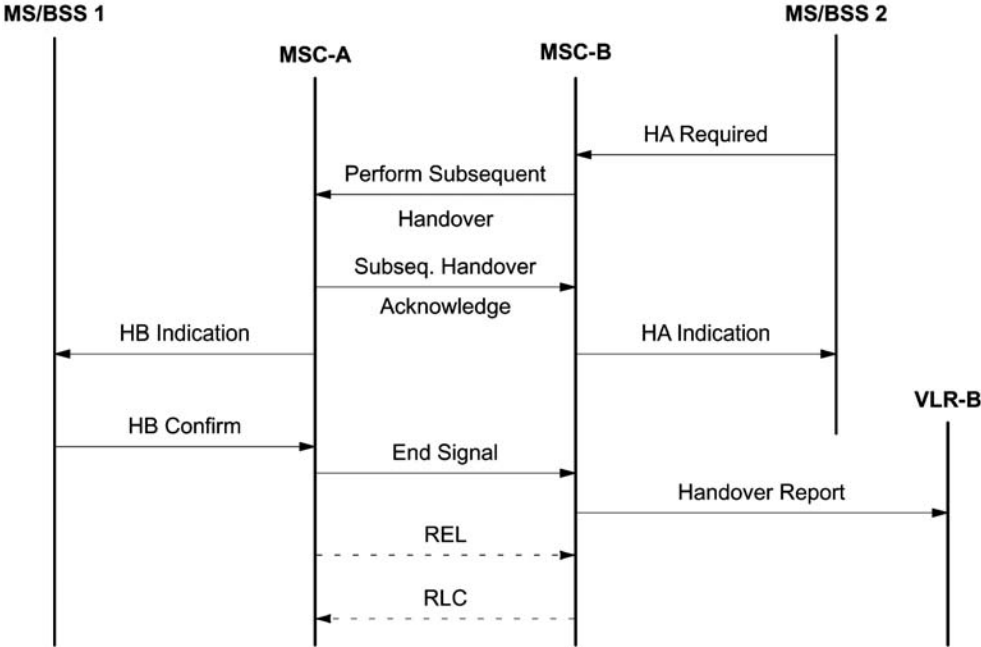 MS/BSS 1
MS/BSS 2
MSC-A
MSC-B
HA Required
Perform Subsequent
Handover
Subseq. Handover
Acknowledge
HB Indication
HA Indication
VLR-B
HB Confirm
End Signal
Handover Report
REL
RLC